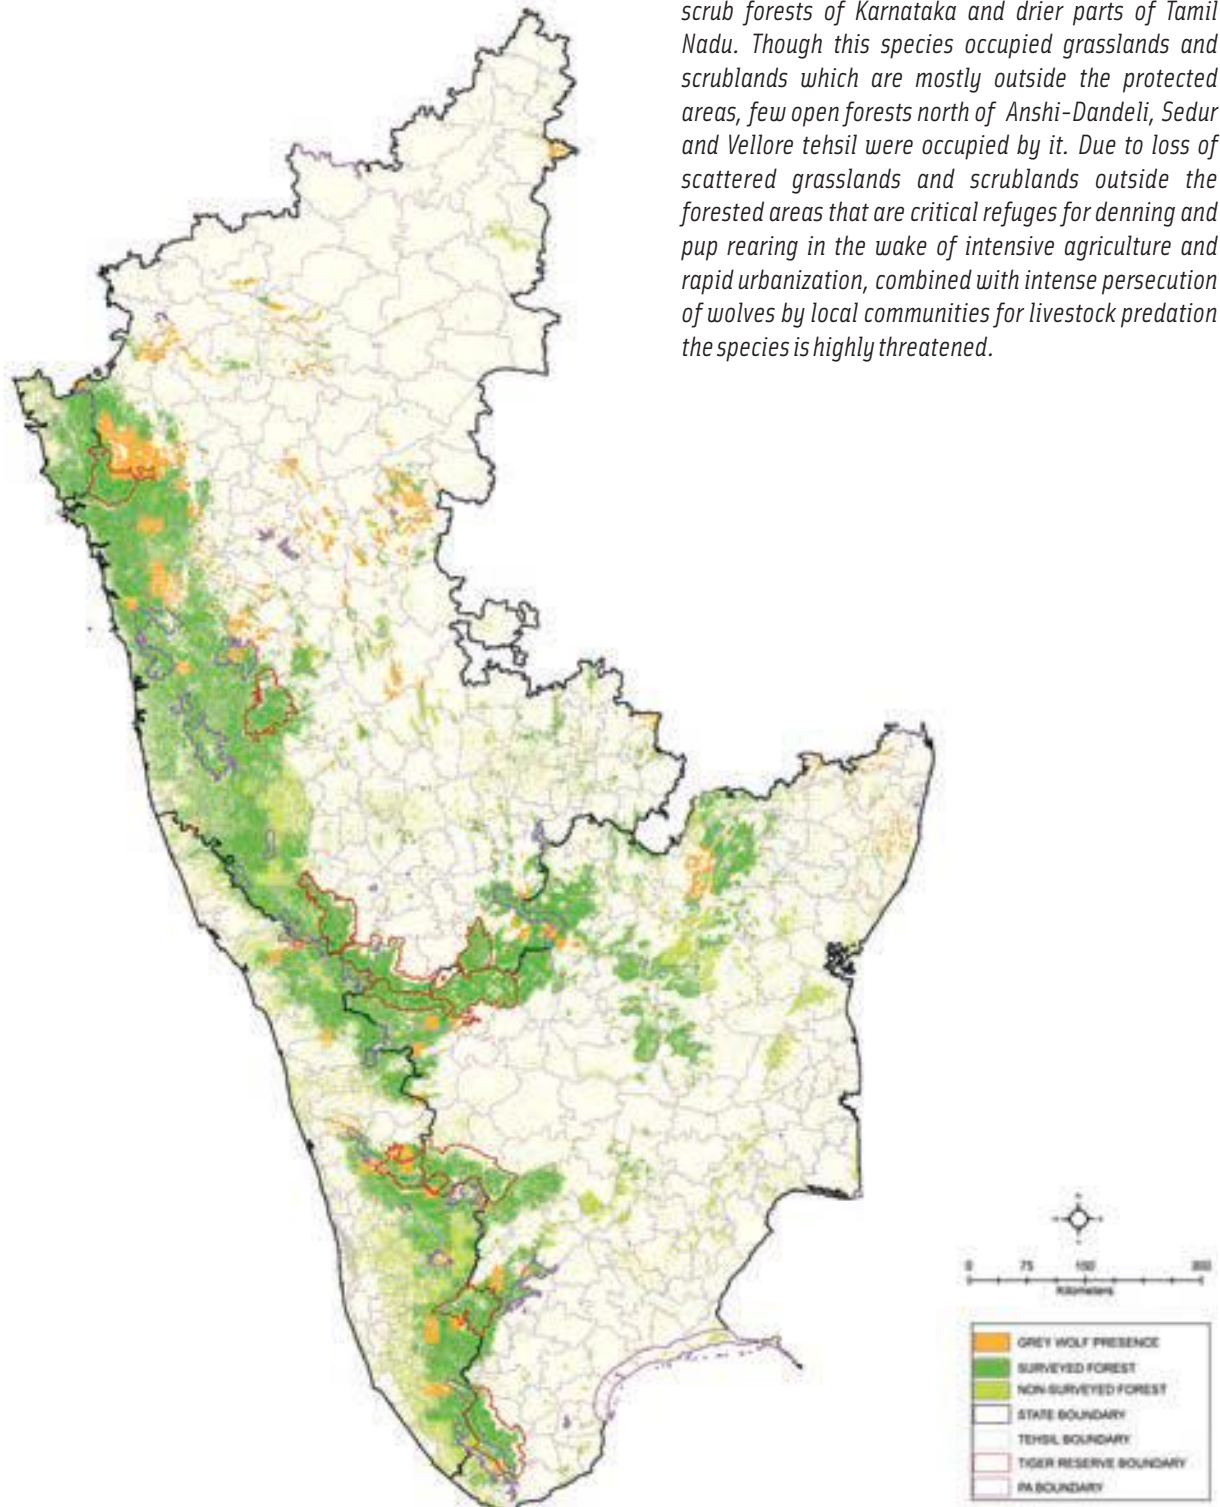 scrub forests of Karnataka and drier parts of Tamil
Nadu. Though this species occupied grasslands and
scrublands which are mostly outside the protected
areas, few open forests north of Anshi-Dandeli, Sedur
and Vellore tehsil were occupied by it. Due to loss of
scattered grasslands and scrublands outside the
forested areas that are critical refuges for denning and
pup rearing in the wake of intensive agriculture and
rapid urbanization, combined with intense persecution
of wolves by local communities for livestock predation
the species is highly threatened.
0 75 150 300
Kilometers
GREY WOLF PRESENCE
SURVEYED FOREST
NON-SURVEYED FOREST
STATE BOUNDARY
TEHSIL BOUNDARY
TIGER RESERVE BOUNDARY
PA BOUNDARY